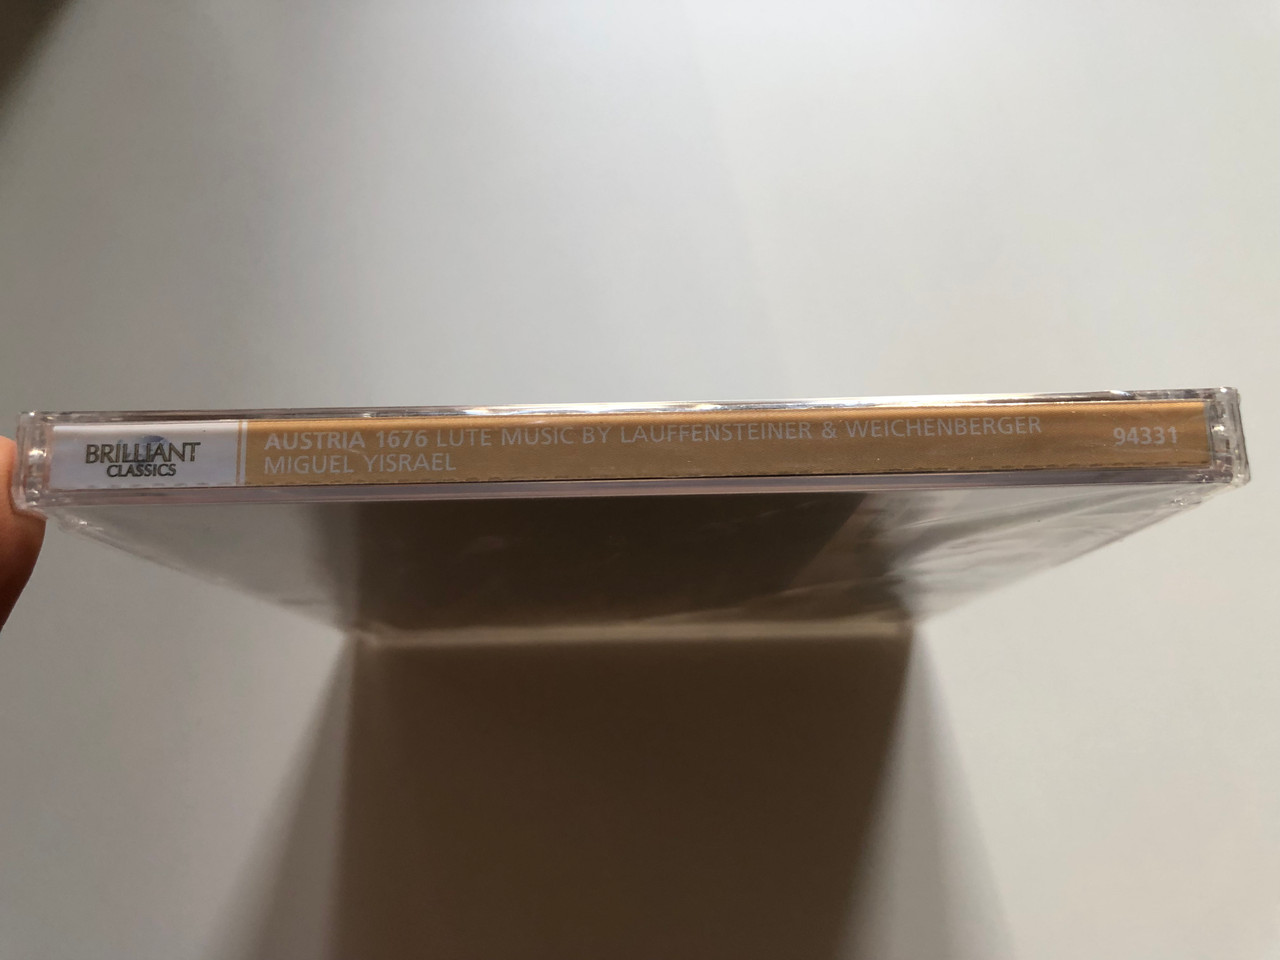 BRILLIANT
CLASSICS
AUSTRIA 1676 LUTE MUSIC BY LAUFFENSTEINER & WEICHENBERGER
MIGUEL YISRAEL
94331